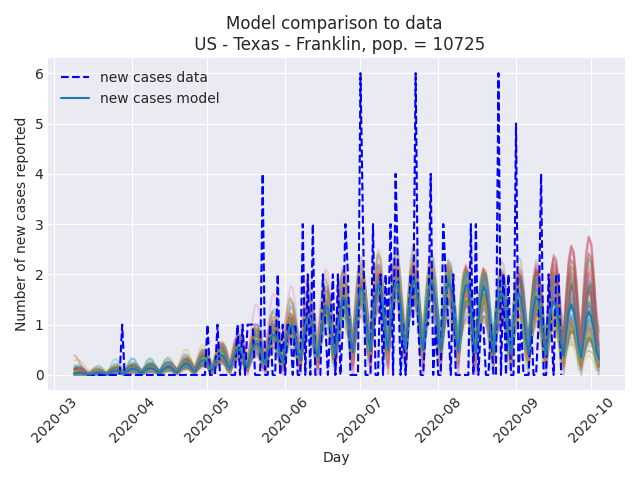 Model comparison to data
US - Texas - Franklin, pop. = 10725
new cases data
new cases model
Number of new cases reported
6
5
4
3
2
1
0
2020-03
2020-04
2020-05
2020-06
2020-07
2020-08
2020-09
2020-10
Day